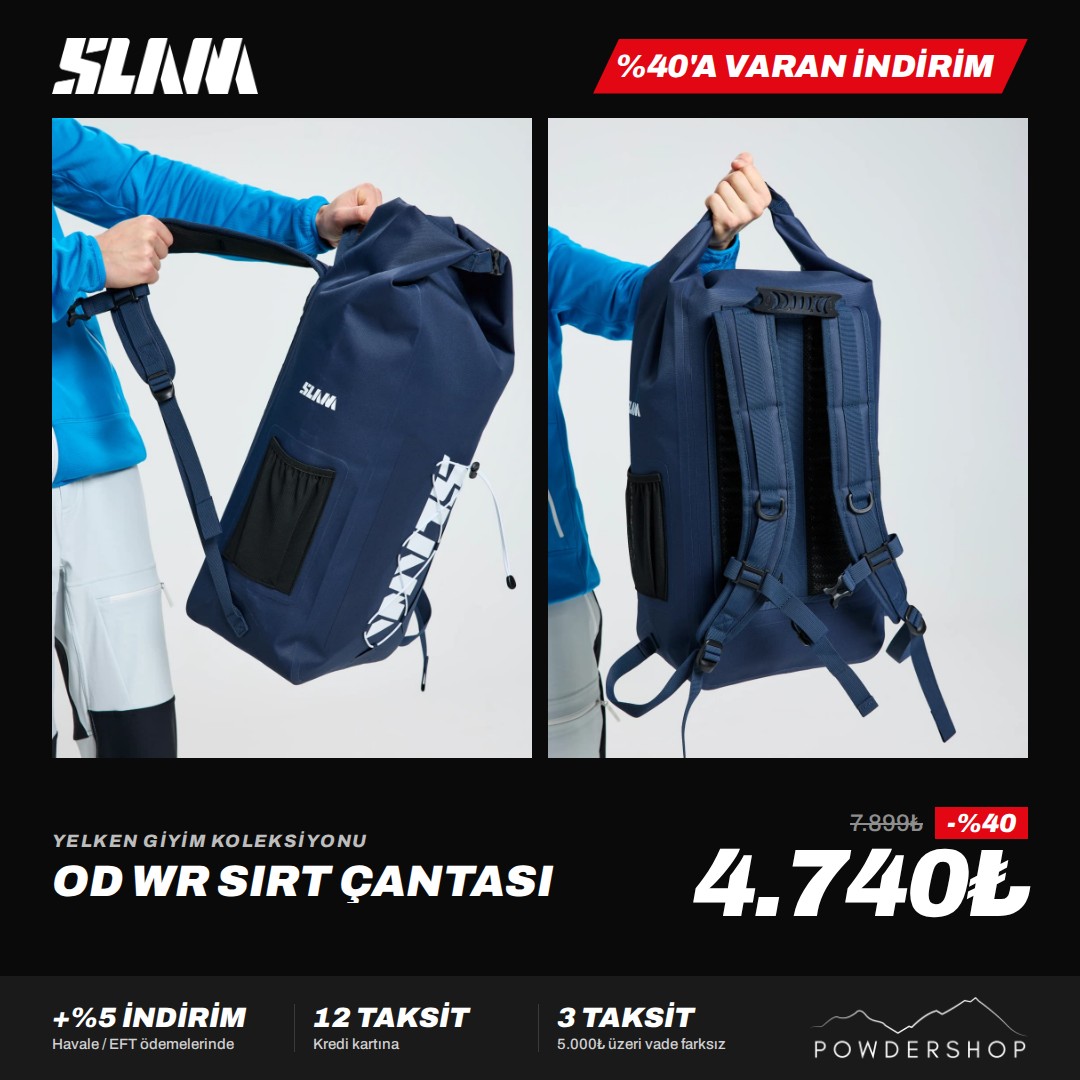 SLAM
%40'A VARAN İNDİRİM
SLAM
SLAM
YELKEN GİYİM KOLEKSİYONU
OD WR SIRT ÇANTASI
7.899₺
-%40
4.740₺
+%5 İNDİRİM
Havale / EFT ödemelerinde
12 TAKSİT
Kredi kartına
3 TAKSİT
5.000₺ üzeri vade farksız
POWDERSHOP